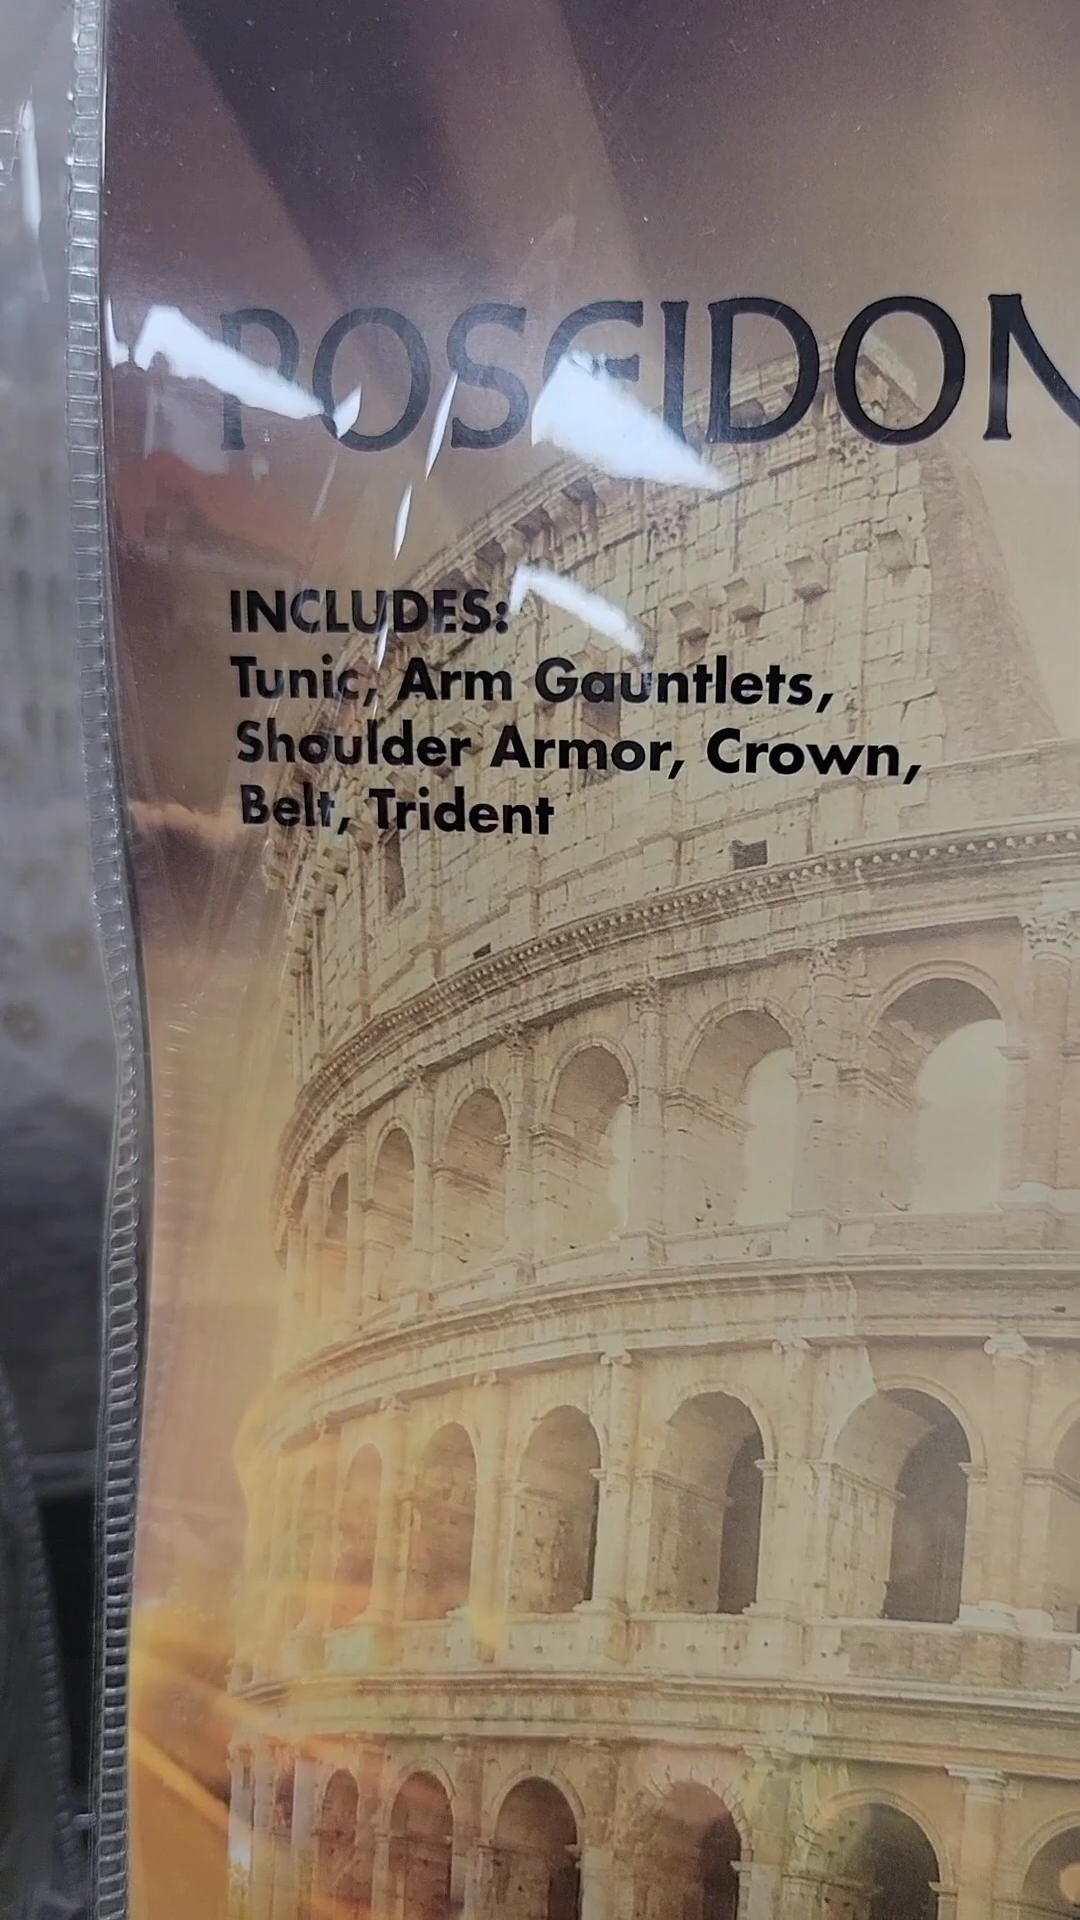 POSEIDON
INCLUDES:
Tunic, Arm Gauntlets,
Shoulder Armor, Crown,
Belt, Trident